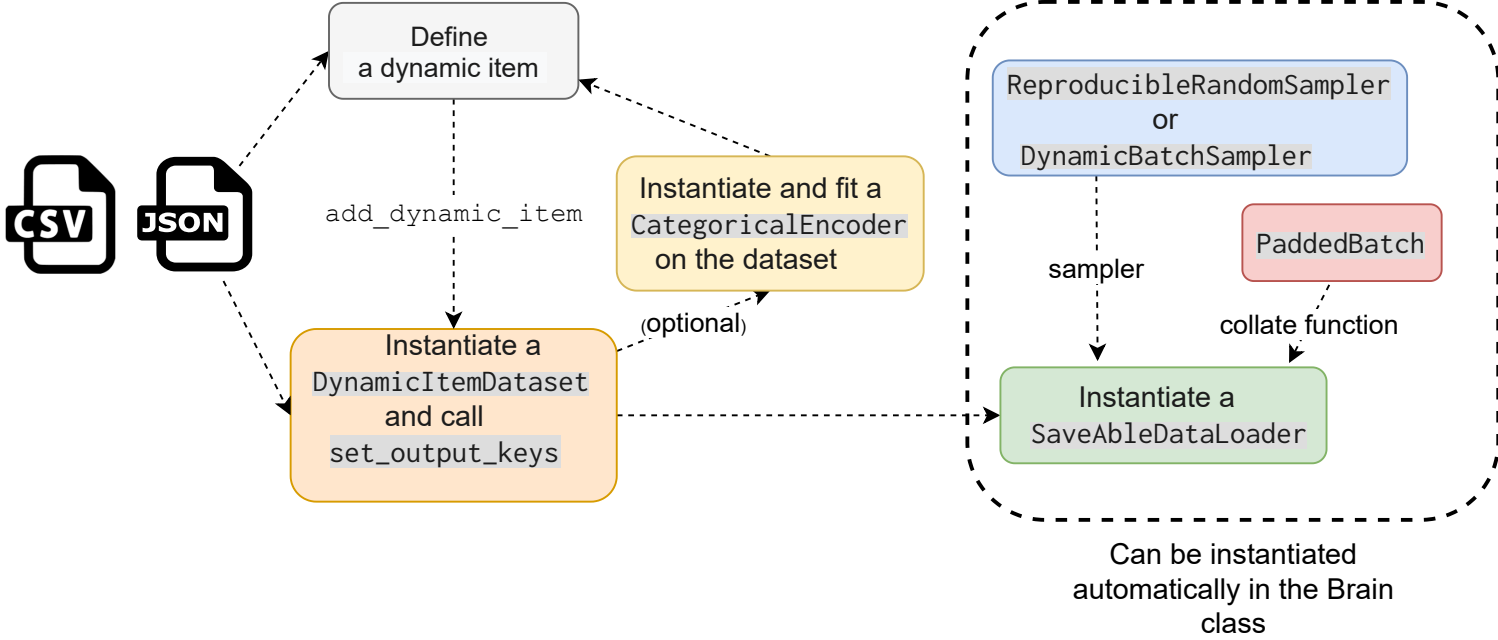 Define
a dynamic item
CSV
JSON
add_dynamic_item
Instantiate and fit a
CategoricalEncoder
on the dataset
(optional)
Instantiate a
DynamicItemDataset
and call
set_output_keys
ReproducibleRandomSampler
or
DynamicBatchSampler
PaddedBatch
sampler
collate function
Instantiate a
SaveAbleDataLoader
Can be instantiated
automatically in the Brain
class